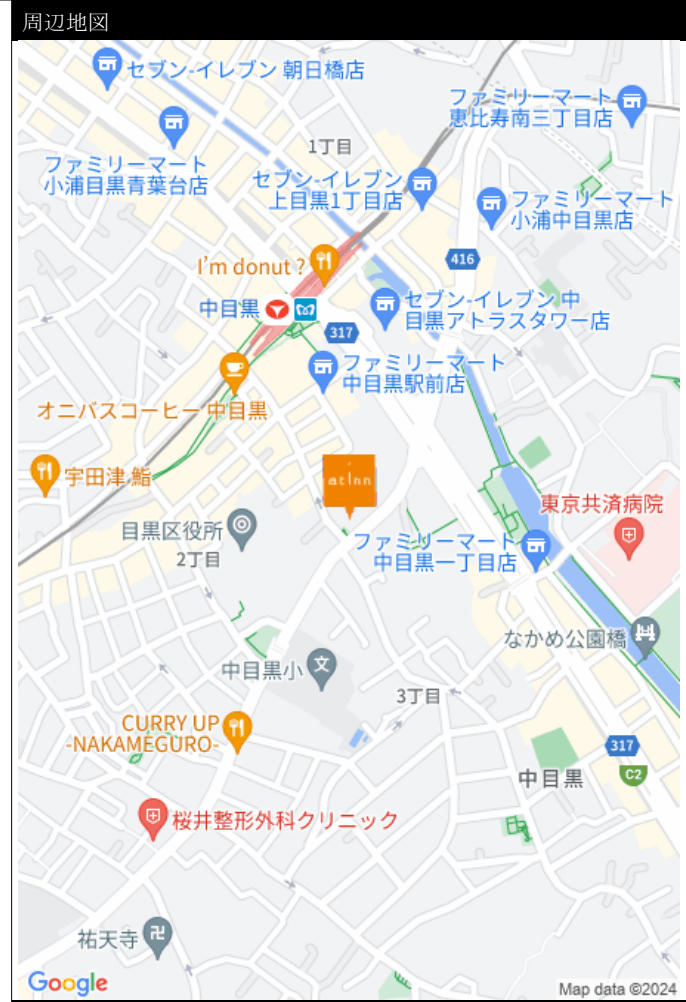 周辺地図
セブン-イレブン 朝日橋店
ファミリーマート
恵比寿南三丁目店
1丁目
ファミリーマート
小浦目黒青葉台店
セブン-イレブン
上目黒1丁目店
ファミリーマート
小浦中目黒店
416
I'm donut ?
中目黒
セブン-イレブン 中
目黒アトラスタワー店
317
ファミリーマート
中目黒駅前店
オニバスコーヒー 中目黒
宇田津 鮨
at Inn
東京共済病院
目黒区役所
2丁目
ファミリーマート
中目黒一丁目店
なかめ公園橋
中目黒小
文
3丁目
CURRY UP
-NAKAMEGURO-
317
C2
中目黒
桜井整形外科クリニック
祐天寺
Google
Map data ©2024